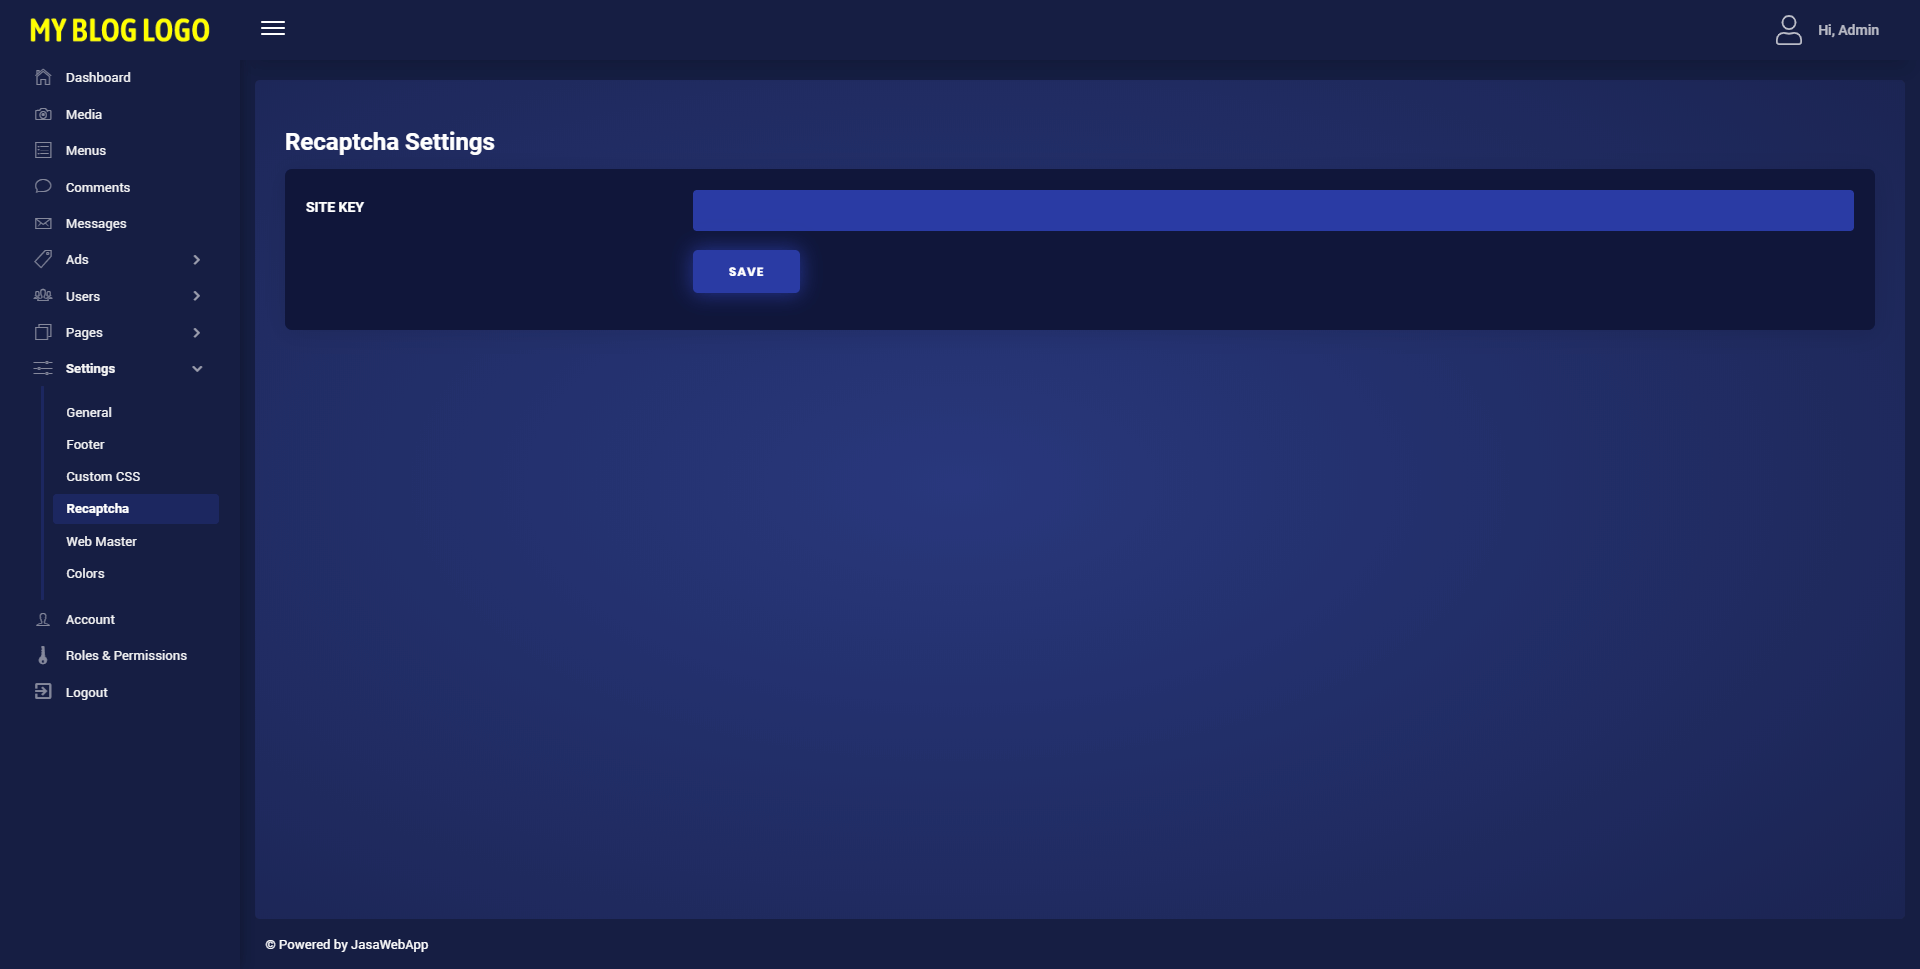 MY BLOG LOGO
Hi, Admin
Dashboard
Media
Menus
Comments
Messages
Ads
Users
Pages
Settings
General
Footer
Custom CSS
Recaptcha
Web Master
Colors
Account
Roles & Permissions
Logout
Recaptcha Settings
SITE KEY
SAVE
© Powered by JasaWebApp